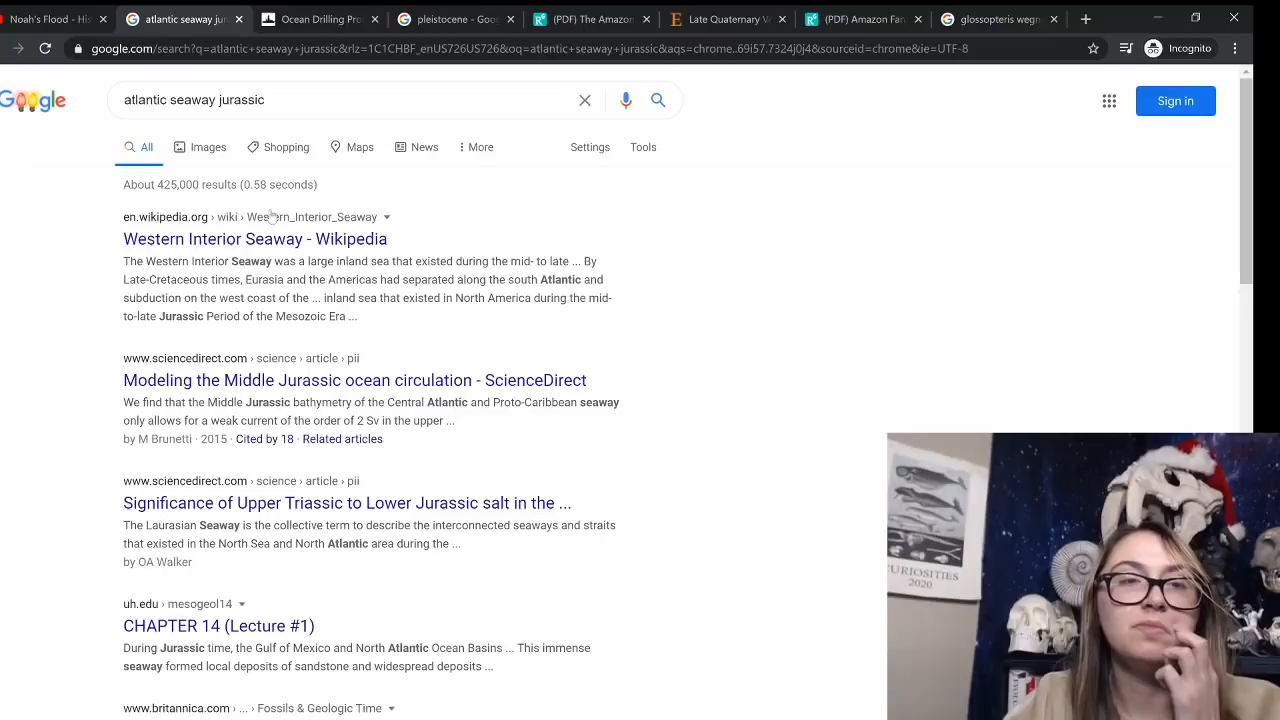 Noah's Flood - His
atlantic seaway jur
Ocean Drilling Pro
pleistocene - Goo
(PDF) The Amazon
Late Quaternary V
(PDF) Amazon Fan
glossopteris wegn
google.com/search?q=atlantic+seaway+jurassic&rlz=1C1CHBF_enUS726US726&oq=atlantic+seaway+jurassic&aqs=chrome..69i57.7324j0j4&sourceid=chrome&ie=UTF-8
Incognito
Google
atlantic seaway jurassic
Sign in
All
Images
Shopping
Maps
News
More
Settings
Tools
About 425,000 results (0.58 seconds)
en.wikipedia.org › wiki › Western_Interior_Seaway
Western Interior Seaway - Wikipedia
The Western Interior Seaway was a large inland sea that existed during the mid- to late ... By
Late-Cretaceous times, Eurasia and the Americas had separated along the south Atlantic and
subduction on the west coast of the ... inland sea that existed in North America during the mid-
to-late Jurassic Period of the Mesozoic Era ...
www.sciencedirect.com › science › article › pii
Modeling the Middle Jurassic ocean circulation - ScienceDirect
We find that the Middle Jurassic bathymetry of the Central Atlantic and Proto-Caribbean seaway
only allows for a weak current of the order of 2 Sv in the upper ...
by M Brunetti · 2015 · Cited by 18 · Related articles
www.sciencedirect.com › science › article › pii
Significance of Upper Triassic to Lower Jurassic salt in the ...
The Laurasian Seaway is the collective term to describe the interconnected seaways and straits
that existed in the North Sea and North Atlantic area during the ...
by OA Walker
uh.edu › mesogeol14
CHAPTER 14 (Lecture #1)
During Jurassic time, the Gulf of Mexico and North Atlantic Ocean Basins ... This immense
seaway formed local deposits of sandstone and widespread deposits ...
www.britannica.com › ... › Fossils & Geologic Time
CURIOSITIES
2020